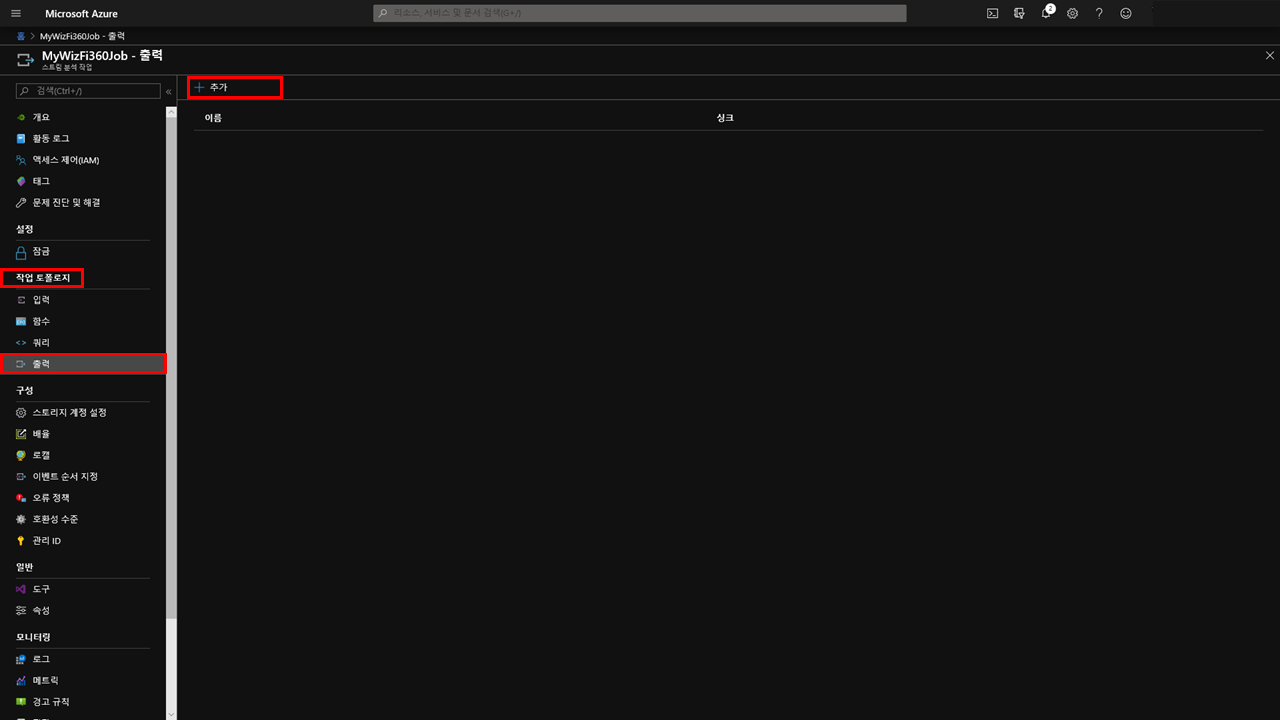 Microsoft Azure
리소스, 서비스 및 문서 검색(G+/)
2
홈 > MyWizFi360Job - 출력
MyWizFi360Job - 출력
스트림 분석 작업
검색(Ctrl+/)
«
+ 추가
이름
싱크
개요
활동 로그
액세스 제어(IAM)
태그
문제 진단 및 해결
설정
잠금
작업 토폴로지
입력
함수
쿼리
출력
구성
스토리지 계정 설정
배율
로캘
이벤트 순서 지정
오류 정책
호환성 수준
관리 ID
일반
도구
속성
모니터링
로그
메트릭
경고 규칙